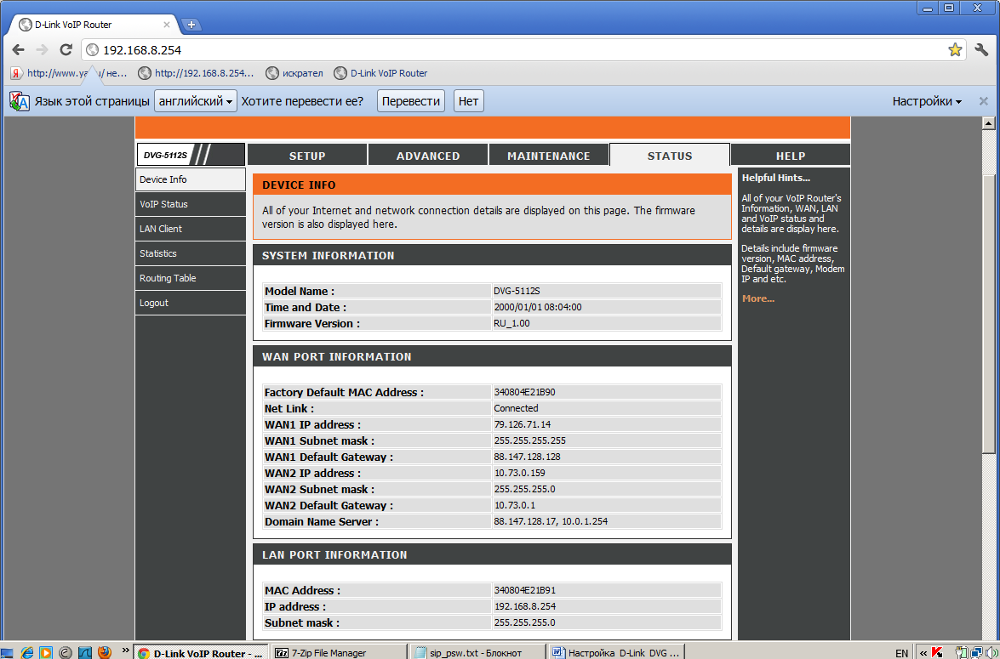 D-Link VoIP Router
192.168.8.254
http://www.ya
u/ не...
http://192.168.8.254...
искрател
D-Link VoIP Router
Язык этой страницы
английский
Хотите перевести ее?
Перевести
Нет
Настройки
DVG-5112S
SETUP
ADVANCED
MAINTENANCE
STATUS
HELP
Device Info
VoIP Status
LAN Client
Statistics
Routing Table
Logout
DEVICE INFO
All of your Internet and network connection details are displayed on this page. The firmware
version is also displayed here.
SYSTEM INFORMATION
Model Name : DVG-5112S
Time and Date : 2000/01/01 08:04:00
Firmware Version : RU_1.00
WAN PORT INFORMATION
Factory Default MAC Address : 340804E21B90
Net Link : Connected
WAN1 IP address : 79.126.71.14
WAN1 Subnet mask : 255.255.255.255
WAN1 Default Gateway : 88.147.128.128
WAN2 IP address : 10.73.0.159
WAN2 Subnet mask : 255.255.255.0
WAN2 Default Gateway : 10.73.0.1
Domain Name Server : 88.147.128.17, 10.0.1.254
LAN PORT INFORMATION
MAC Address : 340804E21B91
IP address : 192.168.8.254
Subnet mask : 255.255.255.0
Helpful Hints...
All of your VoIP Router's
Information, WAN, LAN
and VoIP status and
details are display here.
Details include firmware
version, MAC address,
Default gateway, Modem
IP and etc.
More...
D-Link VoIP Router - ...
7-Zip File Manager
sip_psw.txt - Блокнот
Настройка D-Link DVG ...
EN